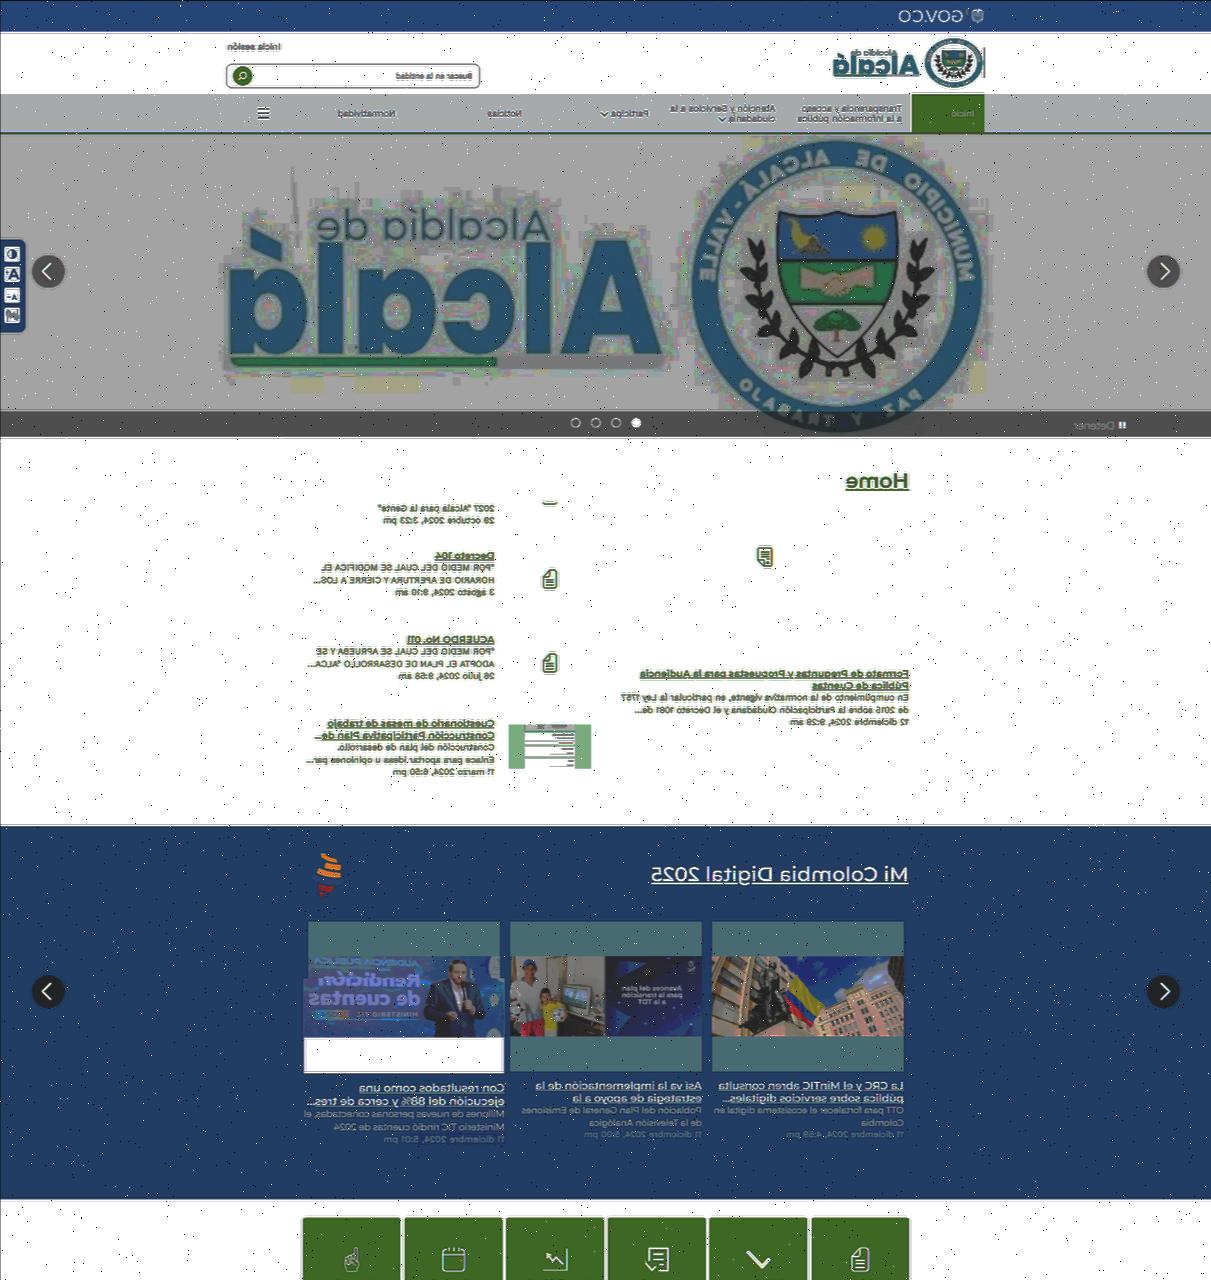 GOV.CO
Alcaldía de
Alcalá
Inicia sesión
Buscar en la entidad
Inicio
Transparencia y acceso
a la información pública
Atención y Servicios a la
ciudadanía
Participa
Noticias
Normatividad
MUNICIPIO DE ALCALÁ - VALLE
PAZ Y TRABAJO
Alcaldía de
Alcalá
Detener
Home
Formato de Preguntas y Propuestas para la Audiencia
Pública de Cuentas
En cumplimiento de la normativa vigente, en particular la Ley 1757
de 2015 sobre la Participación Ciudadana y el Decreto 1081 de...
12 diciembre 2024, 9:29 am
2027 "Alcalá para la Gente"
29 octubre 2024, 3:23 pm
Decreto 104
"POR MEDIO DEL CUAL SE MODIFICA EL
HORARIO DE APERTURA Y CIERRE A LOS...
3 agosto 2024, 9:10 am
ACUERDO No. 011
"POR MEDIO DEL CUAL SE APRUEBA Y SE
ADOPTA EL PLAN DE DESARROLLO "ALCA...
26 julio 2024, 9:58 am
Cuestionario de mesas de trabajo
Construcción Participativa Plan de...
Construcción del plan de desarrollo.
Enlace para aportar ideas u opiniones par...
11 marzo 2024, 6:50 pm
Mi Colombia Digital 2025
La CRC y el MinTIC abren consulta
pública sobre servicios digitales...
OTT para fortalecer el ecosistema digital en
Colombia
11 diciembre 2024, 4:59 pm
Avances del plan
para la transición
a la TDT
Así va la implementación de la
estrategia de apoyo a la
Población del Plan General de Emisiones
de la Televisión Analógica
11 diciembre 2024, 5:00 pm
AUDIENCIA PÚBLICA
Rendición
de cuentas
MINISTERIO TIC
Con resultados como una
ejecución del 88% y cerca de tres...
Millones de nuevas personas conectadas, el
Ministerio TIC rindió cuentas de 2024
11 diciembre 2024, 5:01 pm